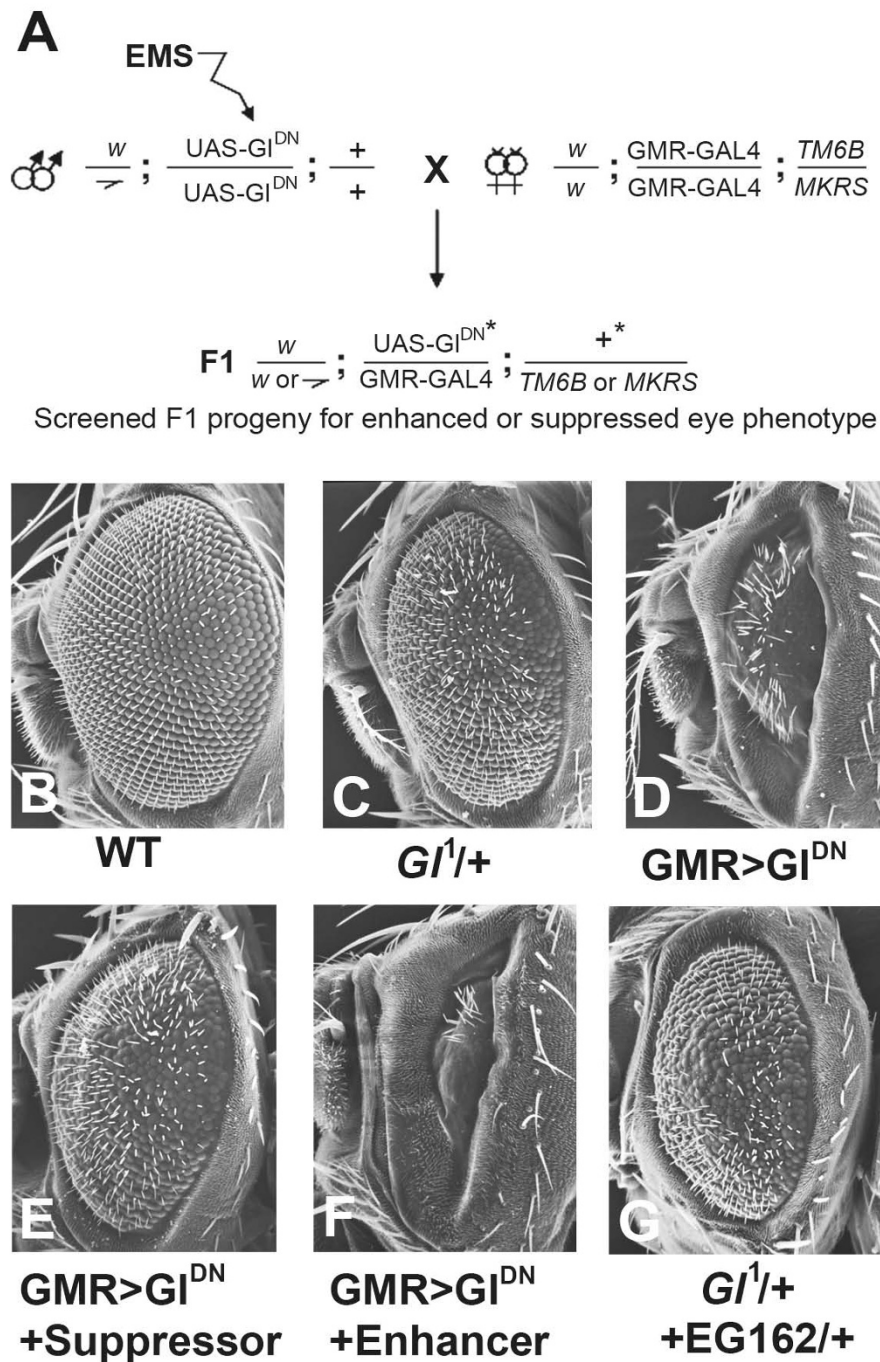 A
EMS
w / ⇁ ; UAS-Gl^DN / UAS-Gl^DN ; + / + X w / w ; GMR-GAL4 / GMR-GAL4 ; TM6B / MKRS
F1 w / w or ⇁ ; UAS-Gl^DN* / GMR-GAL4 ; +* / TM6B or MKRS
Screened F1 progeny for enhanced or suppressed eye phenotype
B
C
D
WT
Gl^1/+
GMR>Gl^DN
E
F
G
GMR>Gl^DN
+Suppressor
GMR>Gl^DN
+Enhancer
Gl^1/+
+EG162/+